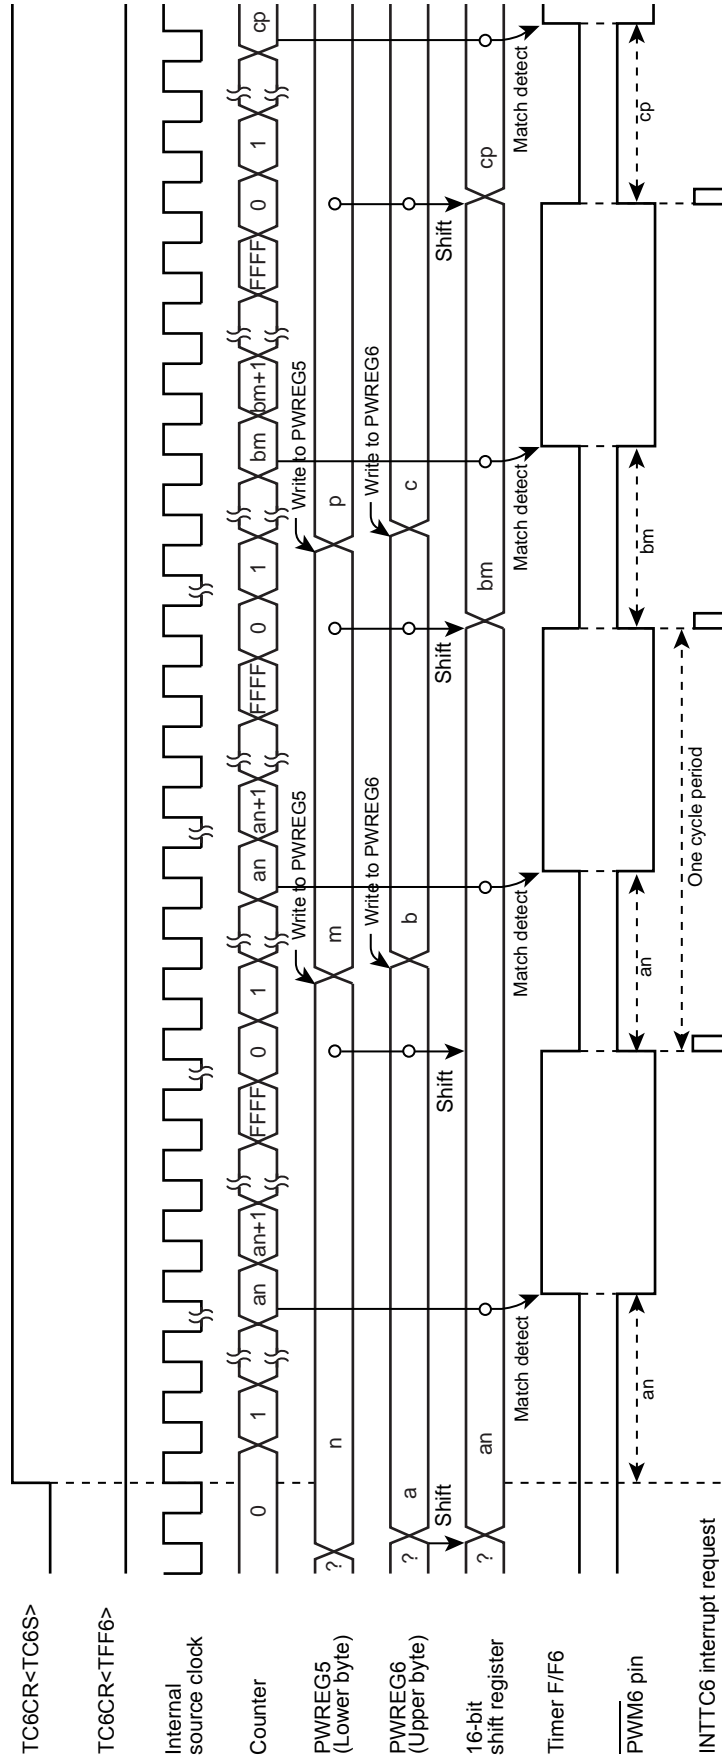 TC6CR<TC6S>
TC6CR<TFF6>
Internal
source clock
Counter
0
1
an
an+1
FFFF
0
1
an
an+1
FFFF
0
1
bm
bm+1
FFFF
0
1
cp
PWREG5
(Lower byte)
?
n
Write to PWREG5
m
Write to PWREG5
p
PWREG6
(Upper byte)
?
a
Write to PWREG6
b
Write to PWREG6
c
Shift
Shift
Shift
Shift
16-bit
shift register
?
an
bm
cp
Match detect
Match detect
Match detect
Match detect
Timer F/F6
PWM6 pin
an
an
bm
cp
One cycle period
INTTC6 interrupt request